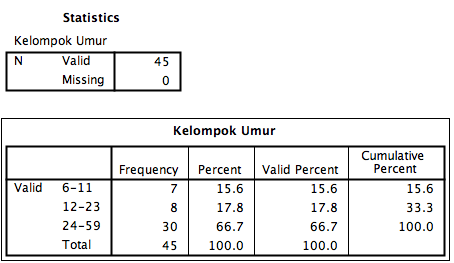 Statistics
Kelompok Umur
N Valid 45
Missing 0
Kelompok Umur
Frequency Percent Valid Percent Cumulative Percent
Valid 6-11 7 15.6 15.6 15.6
12-23 8 17.8 17.8 33.3
24-59 30 66.7 66.7 100.0
Total 45 100.0 100.0